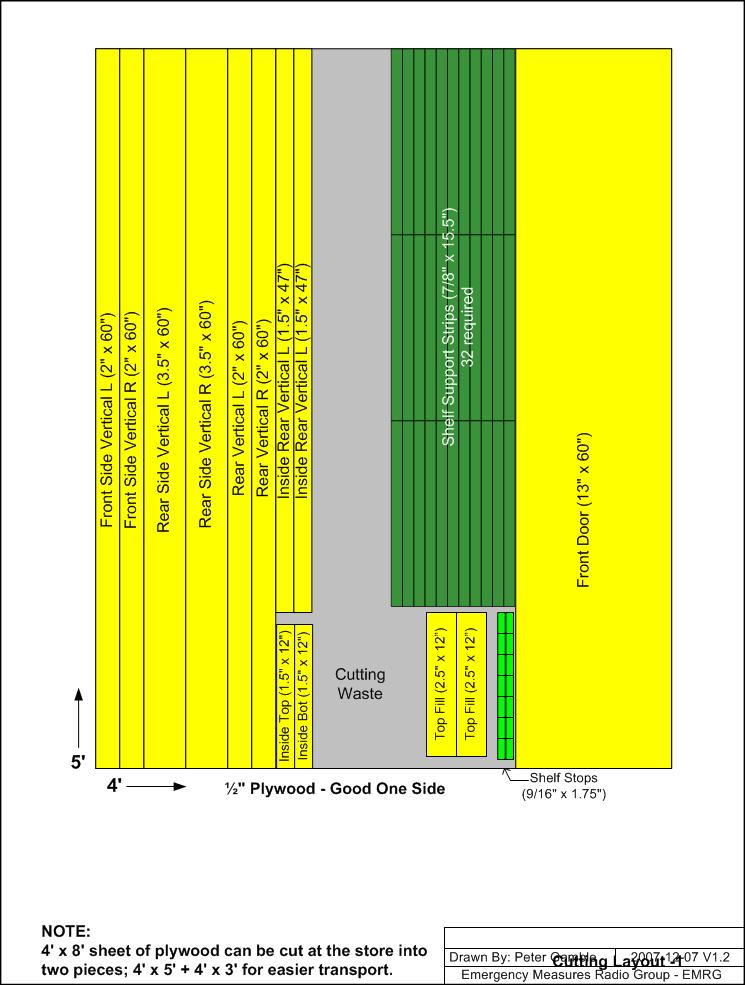 Front Side Vertical L (2" x 60")
Front Side Vertical R (2" x 60")
Rear Side Vertical L (3.5" x 60")
Rear Side Vertical R (3.5" x 60")
Rear Vertical L (2" x 60")
Rear Vertical R (2" x 60")
Inside Rear Vertical L (1.5" x 47")
Inside Rear Vertical L (1.5" x 47")
Inside Top (1.5" x 12")
Inside Bot (1.5" x 12")
Cutting
Waste
Shelf Support Strips (7/8" x 15.5")
32 required
Top Fill (2.5" x 12")
Top Fill (2.5" x 12")
Front Door (13" x 60")
5'
4'
½" Plywood - Good One Side
Shelf Stops
(9/16" x 1.75")
NOTE:
4' x 8' sheet of plywood can be cut at the store into
two pieces; 4' x 5' + 4' x 3' for easier transport.
Drawn By: Peter Gamble
2007-12-07 V1.2
Cutting Layout -1
Emergency Measures Radio Group - EMRG